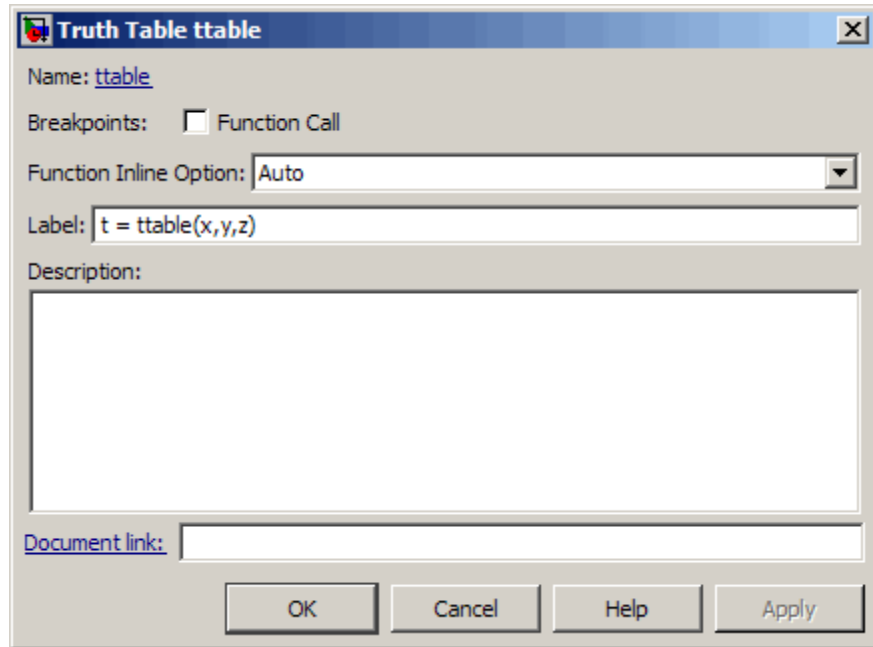 Truth Table ttable
Name: ttable
Breakpoints: Function Call
Function Inline Option: Auto
Label: t = ttable(x,y,z)
Description:
Document link:
OK Cancel Help Apply